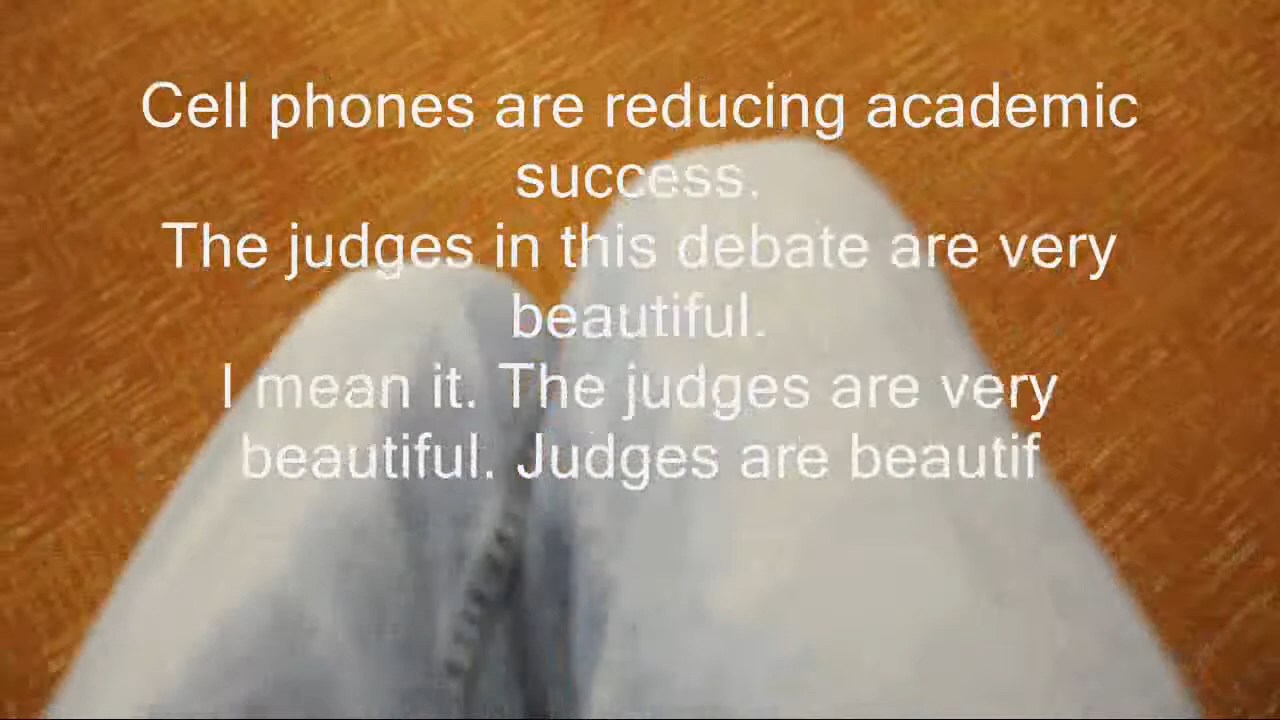 Cell phones are reducing academic
success.
The judges in this debate are very
beautiful.
I mean it. The judges are very
beautiful. Judges are beautif